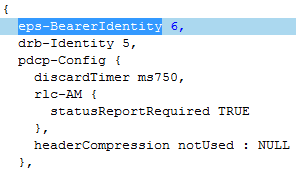 {
eps-BearerIdentity 6,
drb-Identity 5,
pdcp-Config {
discardTimer ms750,
rlc-AM {
statusReportRequired TRUE
},
headerCompression notUsed : NULL
},